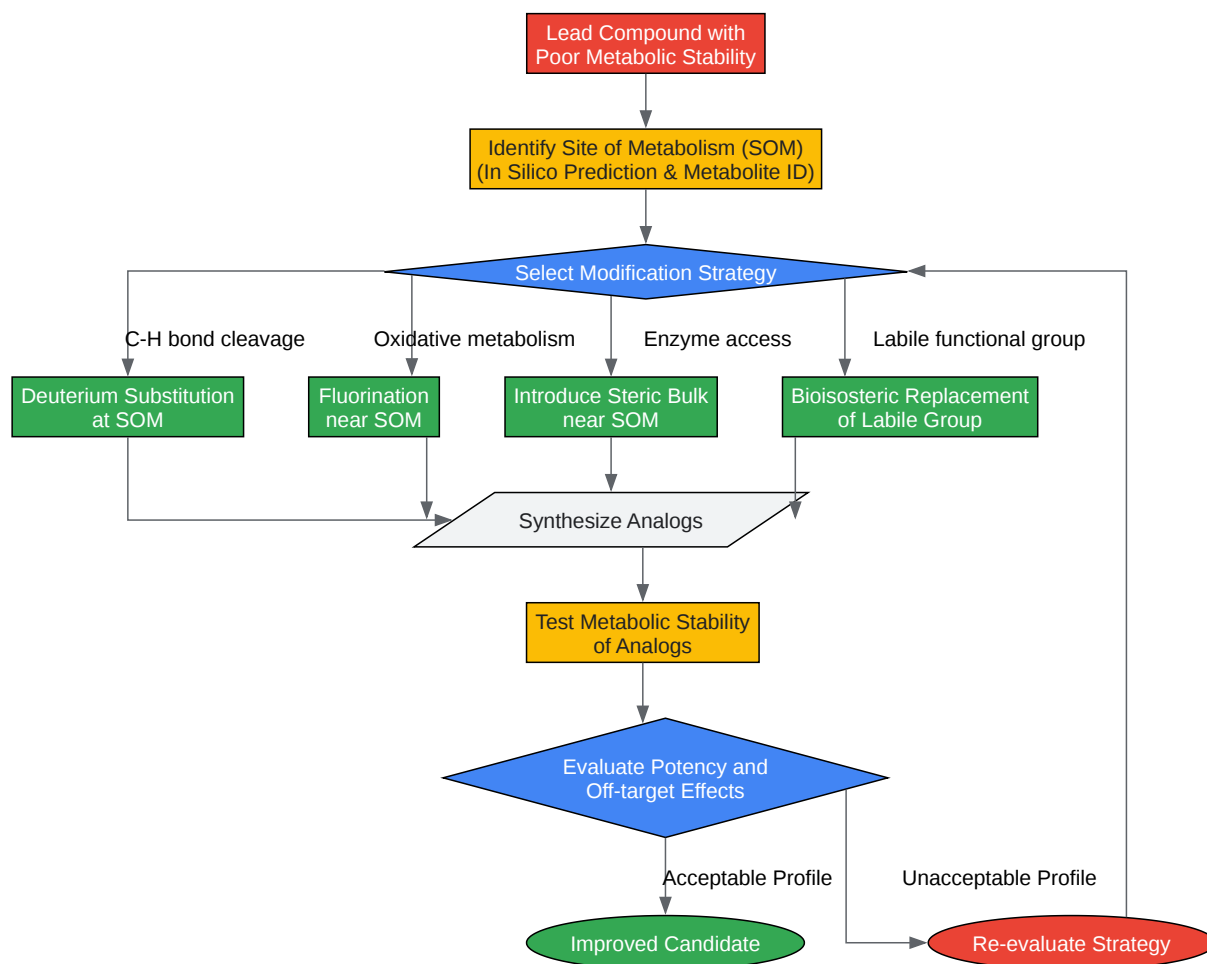 Lead Compound with
Poor Metabolic Stability
Identify Site of Metabolism (SOM)
(In Silico Prediction & Metabolite ID)
Select Modification Strategy
C-H bond cleavage
Oxidative metabolism
Enzyme access
Labile functional group
Deuterium Substitution
at SOM
Fluorination
near SOM
Introduce Steric Bulk
near SOM
Bioisosteric Replacement
of Labile Group
Synthesize Analogs
Test Metabolic Stability
of Analogs
Evaluate Potency and
Off-target Effects
Acceptable Profile
Unacceptable Profile
Improved Candidate
Re-evaluate Strategy